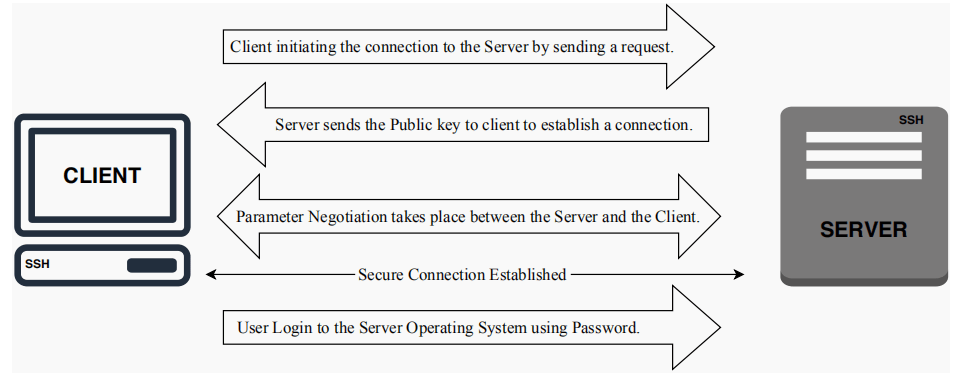 Client initiating the connection to the Server by sending a request.
Server sends the Public key to client to establish a connection.
SSH
CLIENT
Parameter Negotiation takes place between the Server and the Client.
SERVER
SSH
Secure Connection Established
User Login to the Server Operating System using Password.